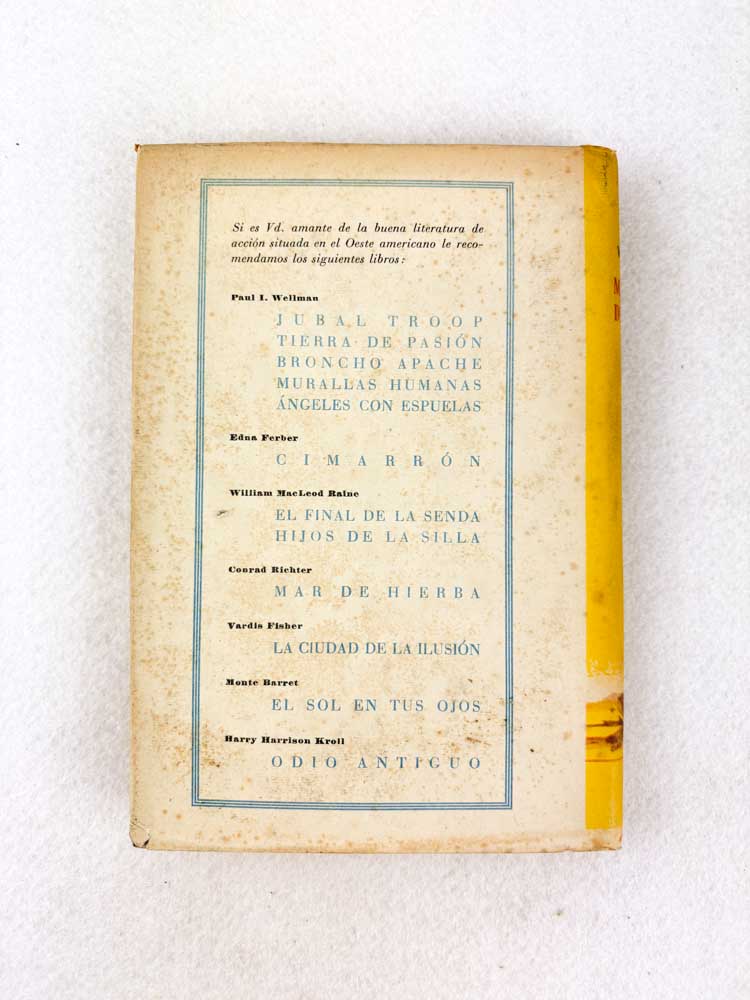 Si es Vd. amante de la buena literatura de
acción situada en el Oeste americano le reco-
mendamos los siguientes libros:
Paul I. Wellman
JUBAL TROOP
TIERRA DE PASIÓN
BRONCHO APACHE
MURALLAS HUMANAS
ÁNGELES CON ESPUELAS
Edna Ferber
CIMARRÓN
William MacLeod Raine
EL FINAL DE LA SENDA
HIJOS DE LA SILLA
Conrad Richter
MAR DE HIERBA
Vardis Fisher
LA CIUDAD DE LA ILUSIÓN
Monte Barret
EL SOL EN TUS OJOS
Harry Harrison Kroll
ODIO ANTIGUO